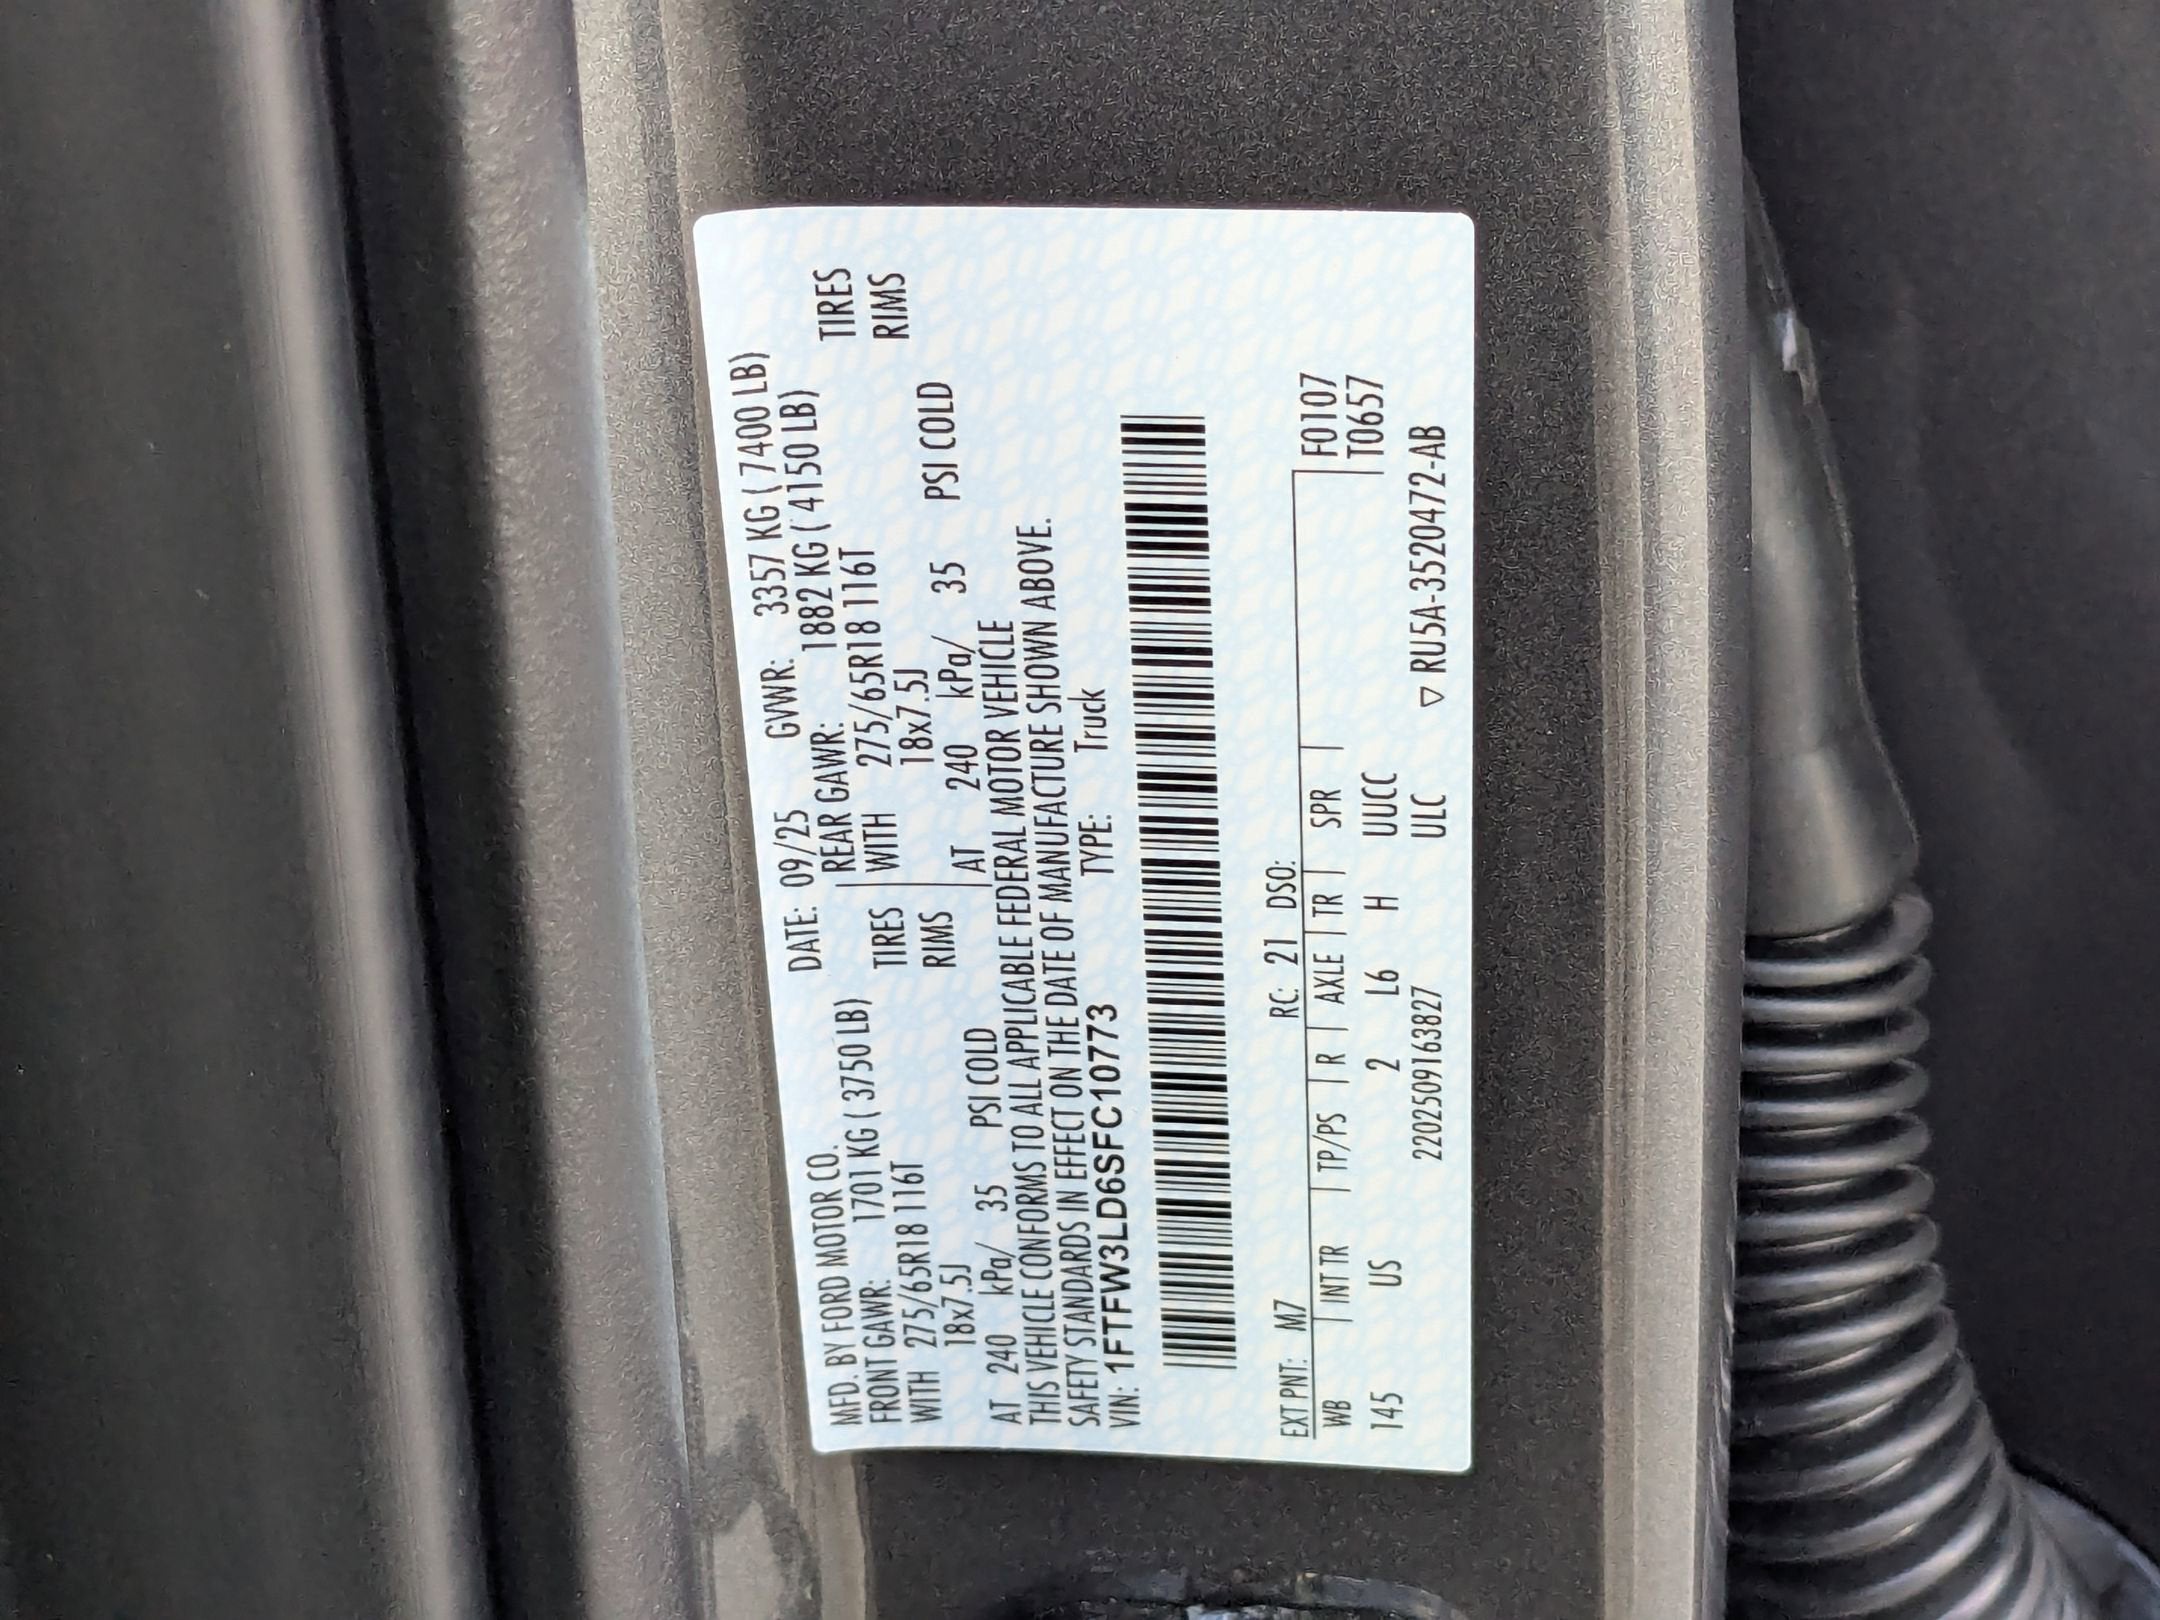 MFD. BY FORD MOTOR CO. DATE: 09/25 GVWR: 3357 KG ( 7400 LB)
FRONT GAWR: 1701 KG ( 3750 LB) REAR GAWR: 1882 KG ( 4150 LB)
WITH 275/65R18 116T TIRES WITH 275/65R18 116T TIRES
18x7.5J RIMS 18x7.5J RIMS
AT 240 kPa/ 35 PSI COLD AT 240 kPa/ 35 PSI COLD
THIS VEHICLE CONFORMS TO ALL APPLICABLE FEDERAL MOTOR VEHICLE
SAFETY STANDARDS IN EFFECT ON THE DATE OF MANUFACTURE SHOWN ABOVE.
VIN: 1FTFW3LD6SFC10773 TYPE: Truck
EXT PNT: M7 RC: 21 DSO:
WB | INT TR | TP/PS | R | AXLE | TR | SPR | F0107
T0657
145 US 2 L6 H UUCC
2202509163827 ULC ▽ RU5A-3520472-AB